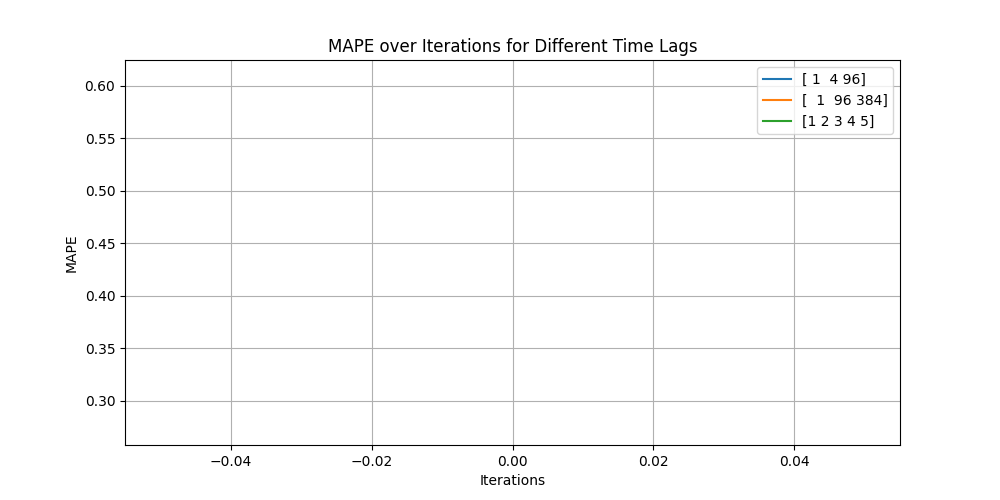 MAPE over Iterations for Different Time Lags
[ 1  4 96]
[  1  96 384]
[1 2 3 4 5]
MAPE
0.60
0.55
0.50
0.45
0.40
0.35
0.30
−0.04
−0.02
0.00
0.02
0.04
Iterations